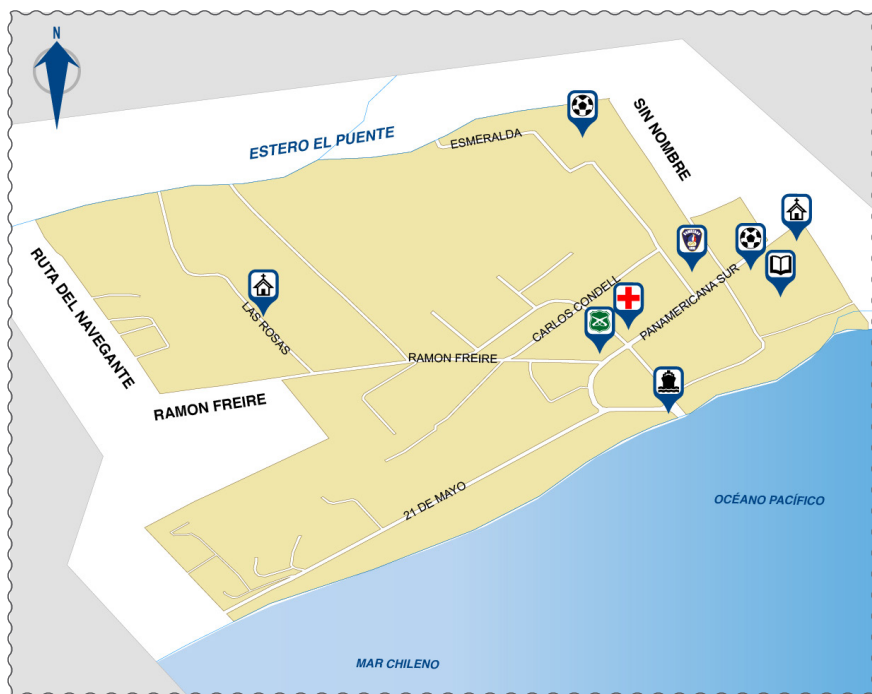 N
ESTERO EL PUENTE
ESMERALDA
SIN NOMBRE
RUTA DEL NAVEGANTE
LAS ROSAS
CARLOS CONDELL
PANAMERICANA SUR
RAMON FREIRE
RAMON FREIRE
21 DE MAYO
OCÉANO PACÍFICO
MAR CHILENO